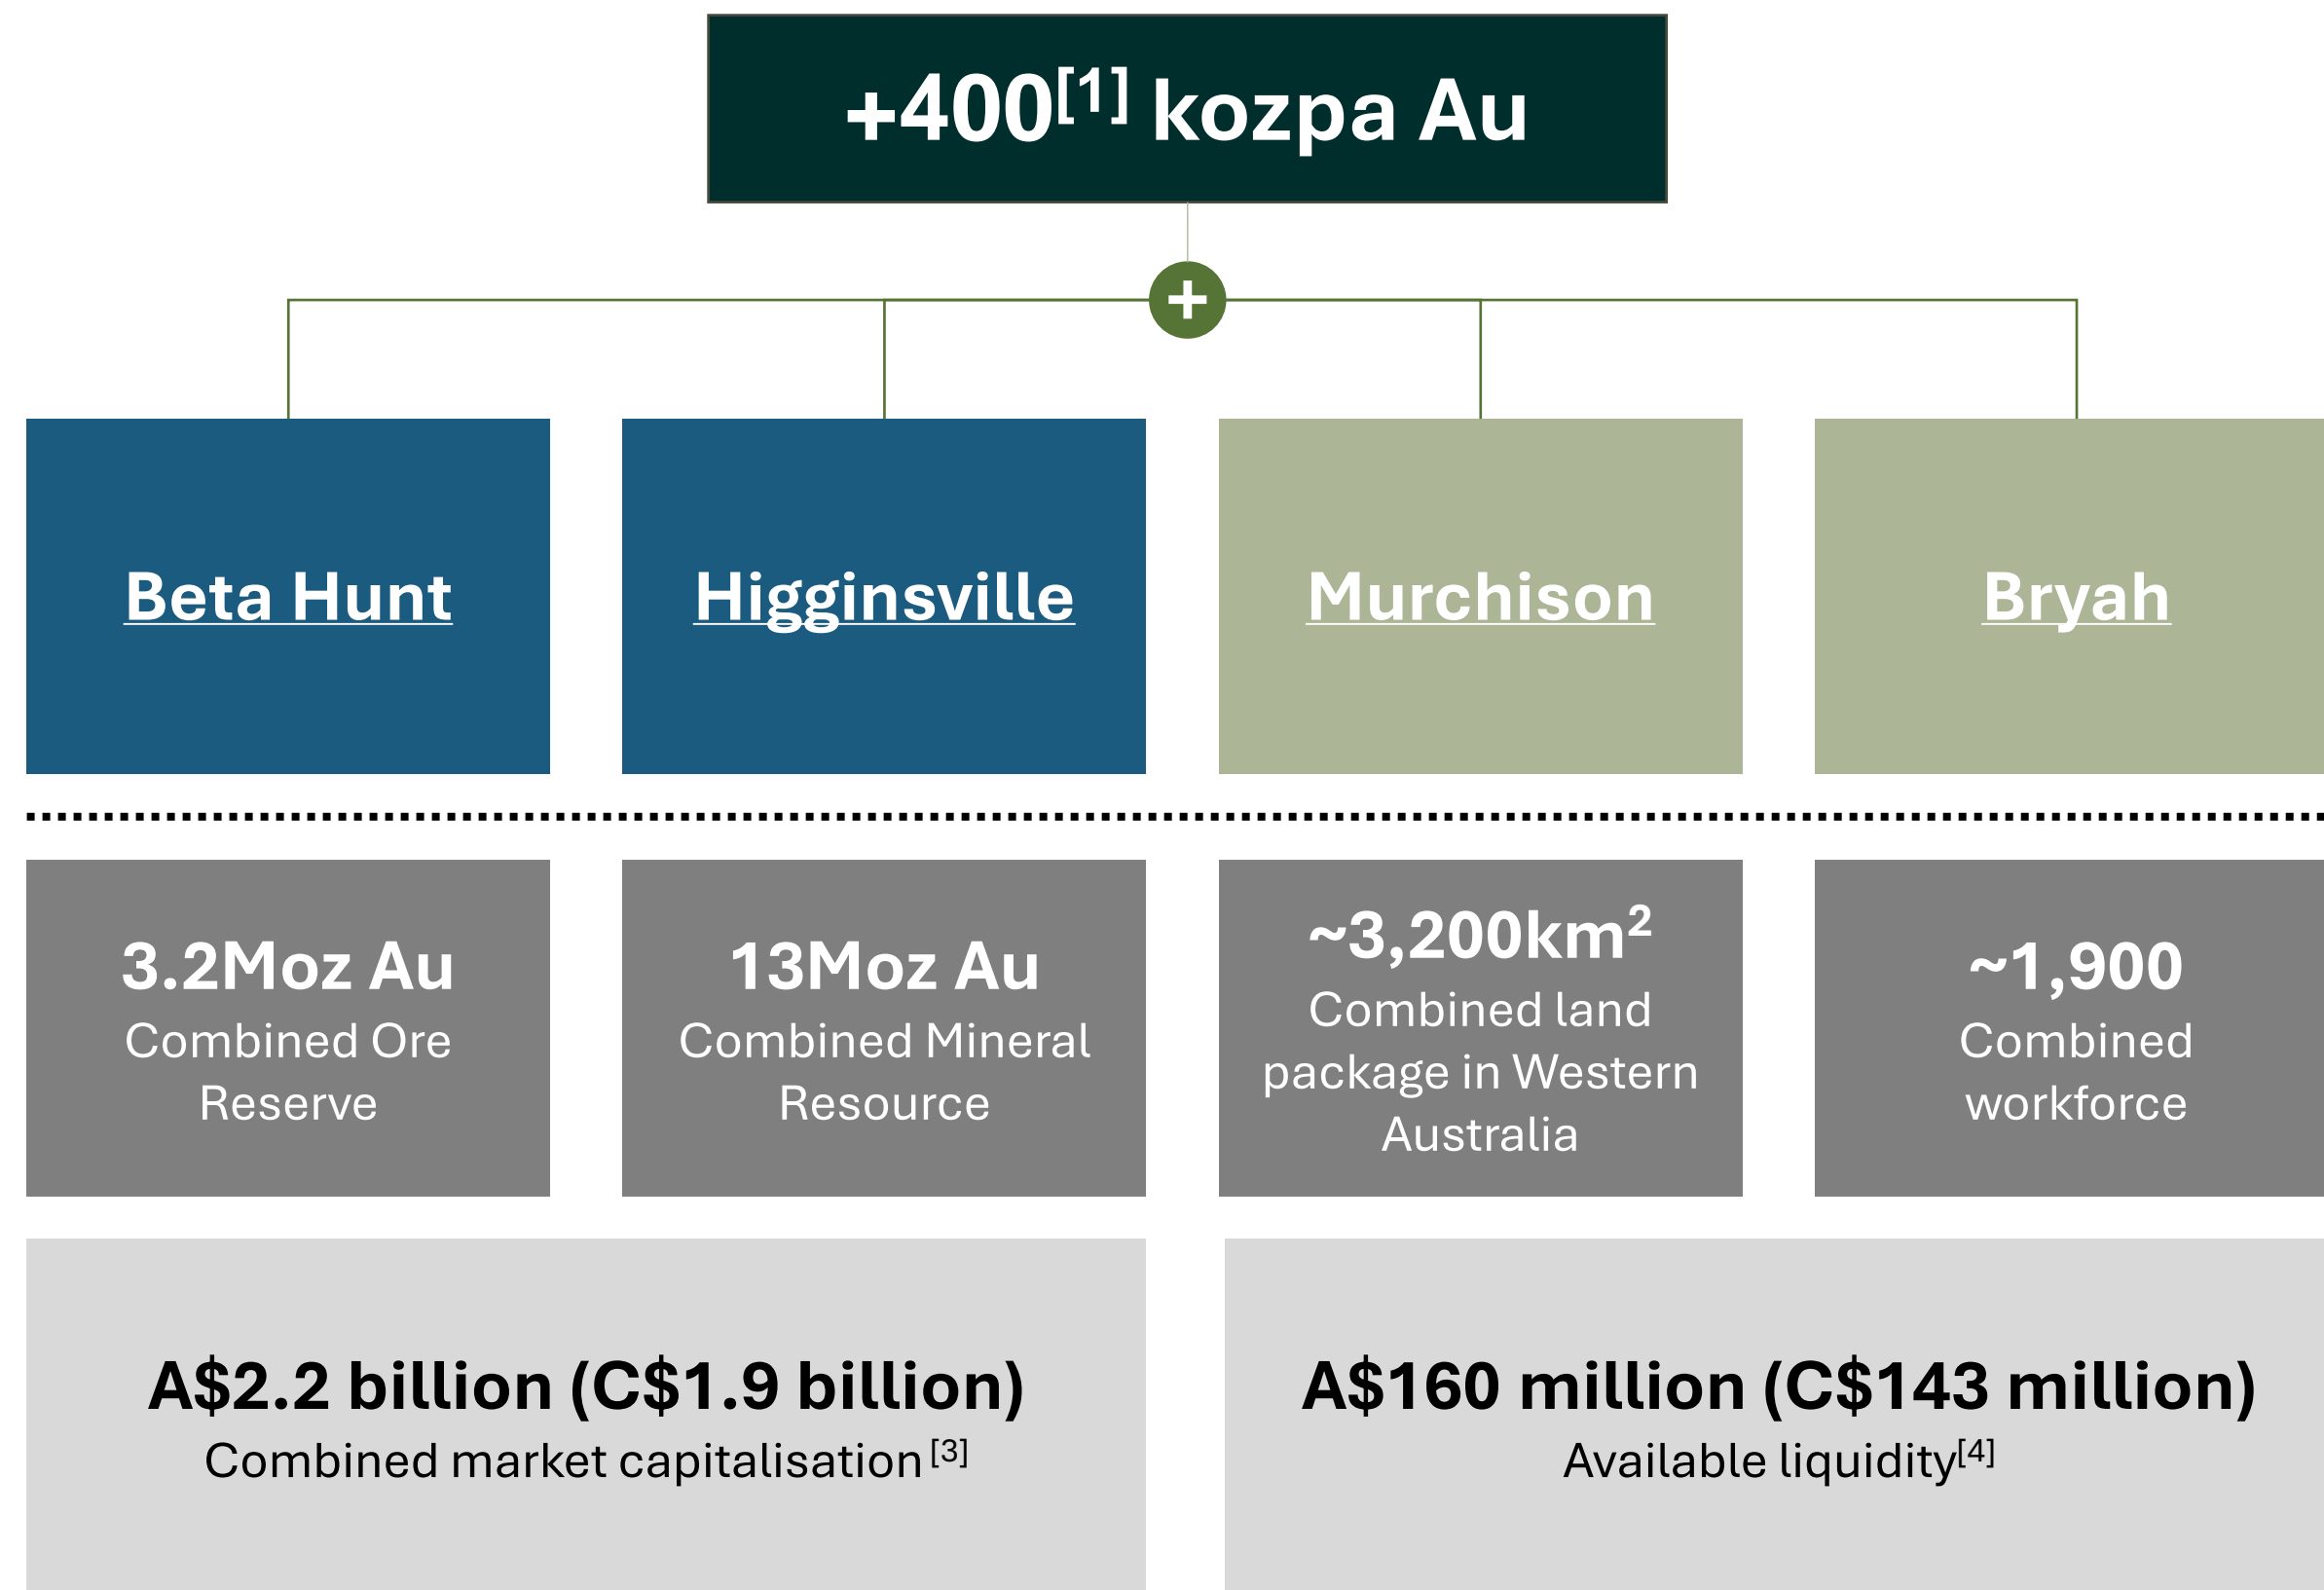 +400[1] kozpa Au
+
Beta Hunt
Higginsville
Murchison
Bryah
3.2Moz Au
Combined Ore
Reserve
13Moz Au
Combined Mineral
Resource
~3,200km²
Combined land
package in Western
Australia
~1,900
Combined
workforce
A$2.2 billion (C$1.9 billion)
Combined market capitalisation [3]
A$160 million (C$143 million)
Available liquidity[4]